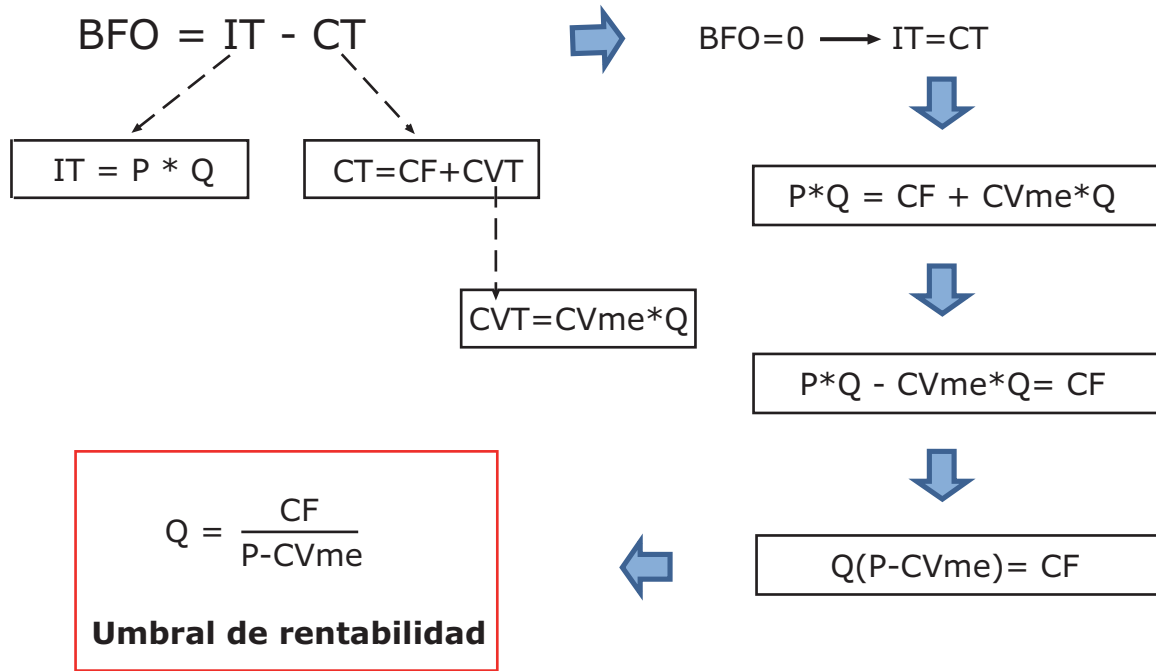 BFO = IT - CT
BFO=0 → IT=CT
IT = P * Q
CT=CF+CVT
CVT=CVme*Q
P*Q = CF + CVme*Q
P*Q - CVme*Q= CF
Q(P-CVme)= CF
Q = CF
P-CVme
Umbral de rentabilidad